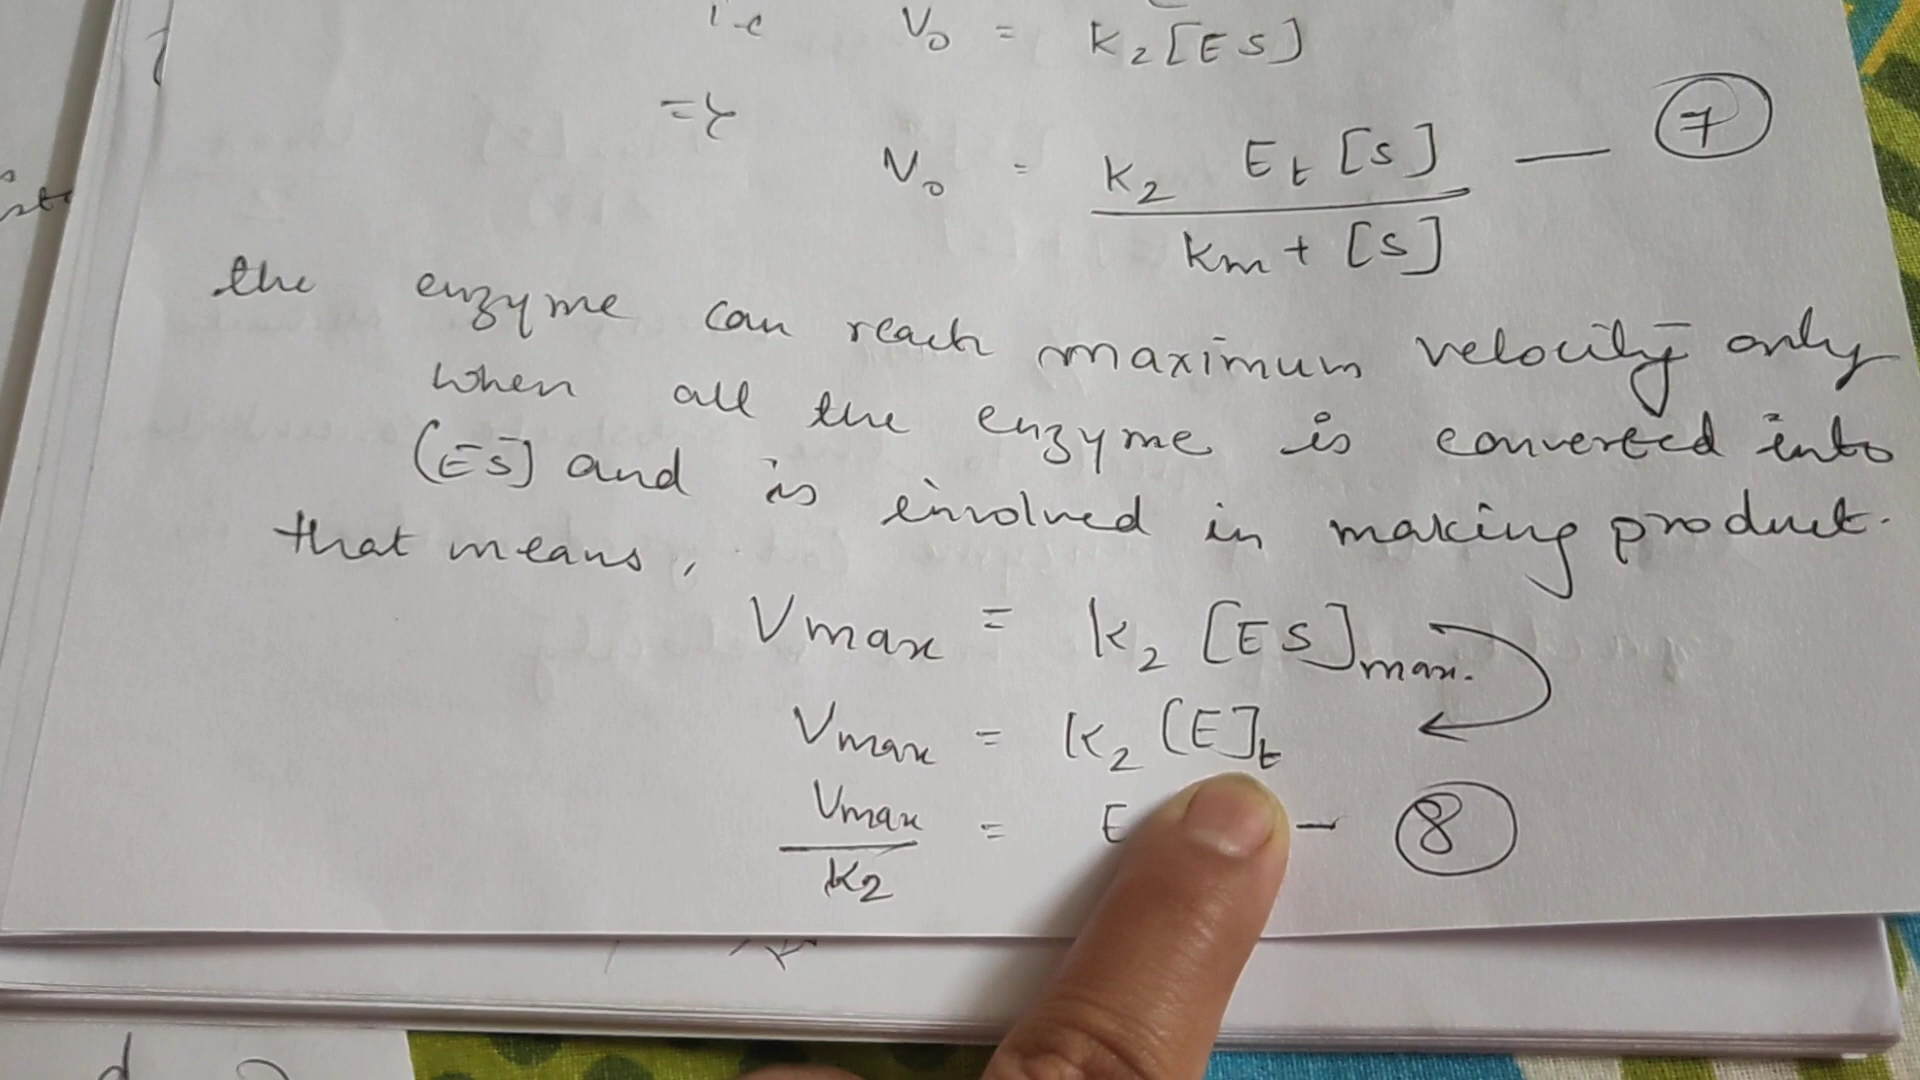 i.e V₀ = K₂[ES]
=>
V₀ = K₂ Eₜ [S] / Km + [S] — 7
the enzyme can reach maximum velocity only
when all the enzyme is converted into
(ES] and is involved in making product.
that means,
Vmax = K₂ [ES]max.
Vmax = K₂ [E]ₜ
Vmax / K₂ = E – 8